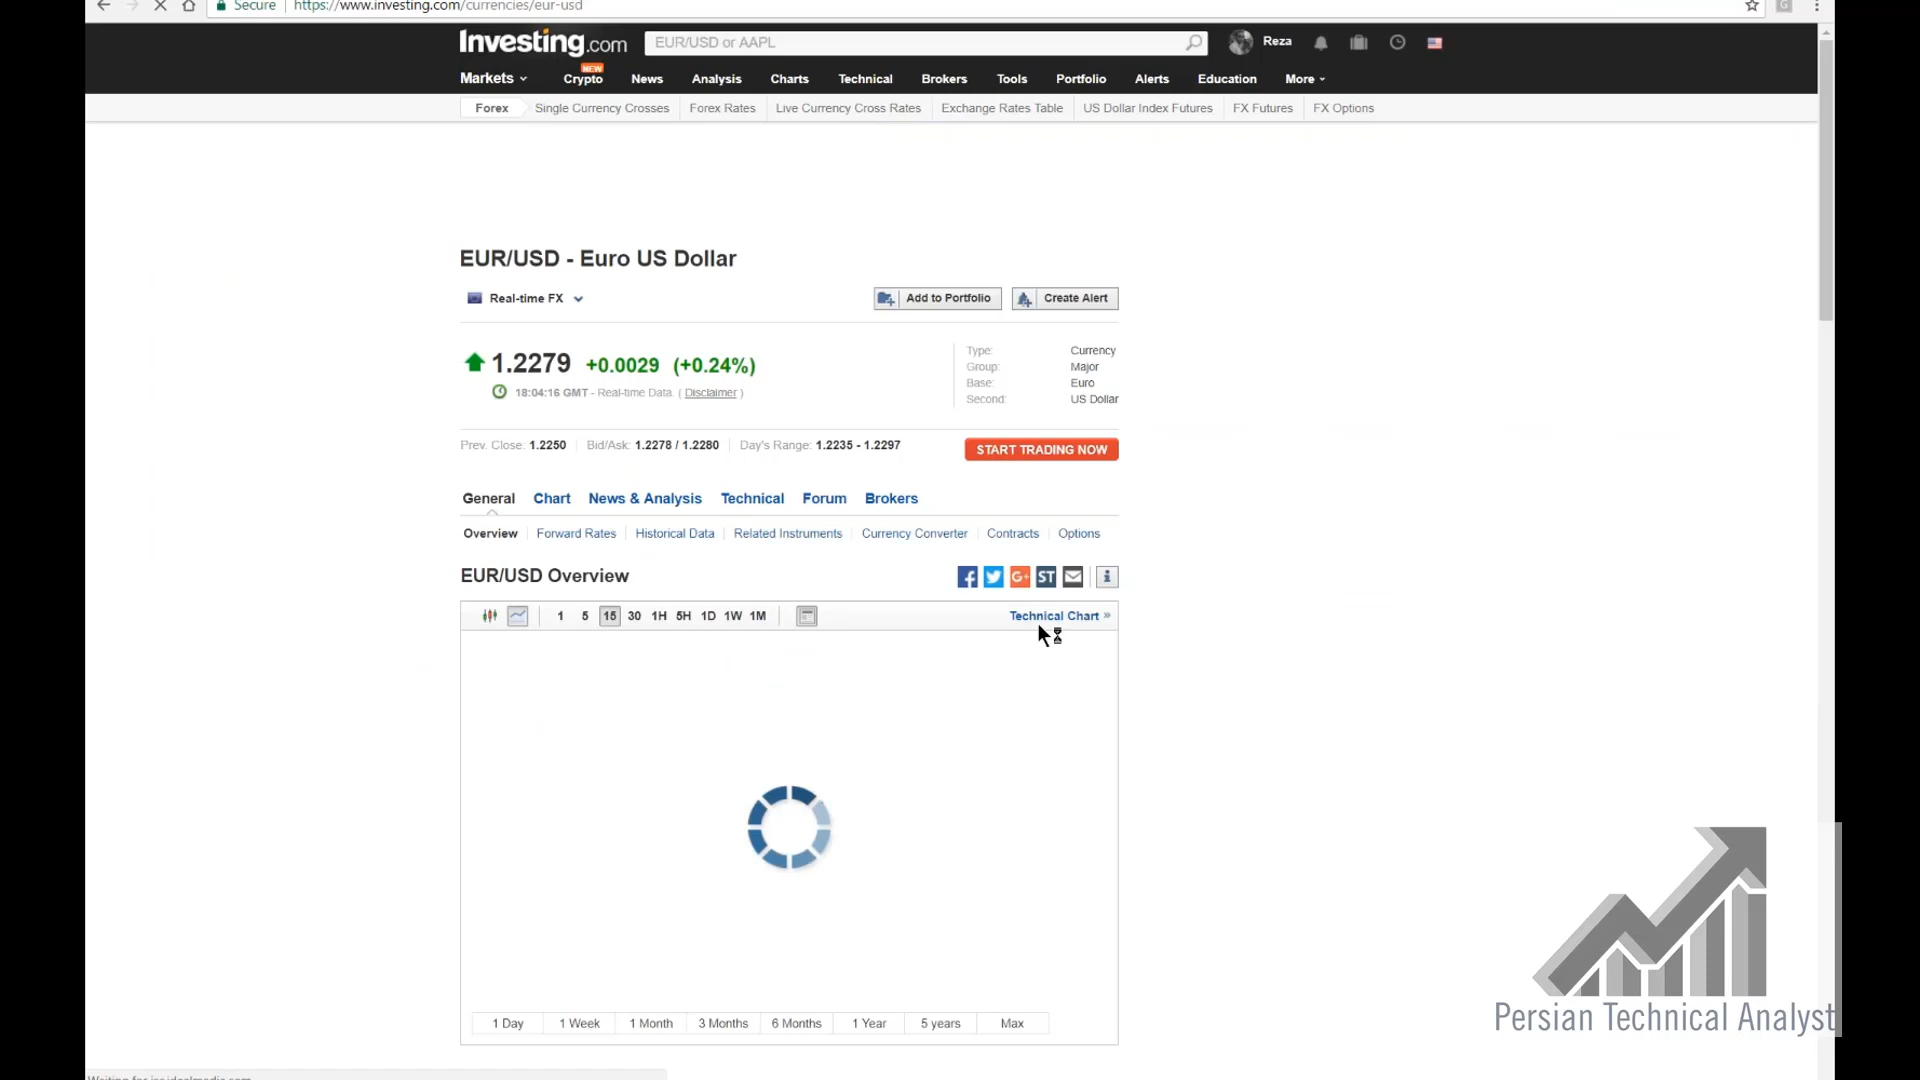 Secure https://www.investing.com/currencies/eur-usd
Investing.com EUR/USD or AAPL Reza
Markets Crypto NEW News Analysis Charts Technical Brokers Tools Portfolio Alerts Education More
Forex Single Currency Crosses Forex Rates Live Currency Cross Rates Exchange Rates Table US Dollar Index Futures FX Futures FX Options
EUR/USD - Euro US Dollar
Real-time FX Add to Portfolio Create Alert
1.2279 +0.0029 (+0.24%)
18:04:16 GMT - Real-time Data. ( Disclaimer )
Type: Currency
Group: Major
Base: Euro
Second: US Dollar
Prev. Close: 1.2250 Bid/Ask: 1.2278 / 1.2280 Day's Range: 1.2235 - 1.2297 START TRADING NOW
General Chart News & Analysis Technical Forum Brokers
Overview Forward Rates Historical Data Related Instruments Currency Converter Contracts Options
EUR/USD Overview G+ ST i
1 5 15 30 1H 5H 1D 1W 1M Technical Chart »
1 Day 1 Week 1 Month 3 Months 6 Months 1 Year 5 years Max
Persian Technical Analyst